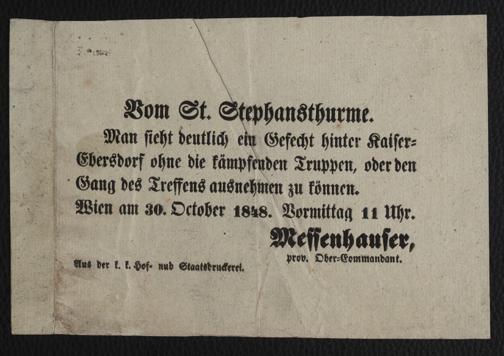 Vom St. Stephansthurme.
Man sieht deutlich ein Gefecht hinter Kaiser=
Ebersdorf ohne die kämpfenden Truppen, oder den
Gang des Treffens ausnehmen zu können.
Wien am 30. October 1848. Vormittag 11 Uhr.
Messenhauser,
prov. Ober=Commandant.
Aus der k. k. Hof= nud Staatsdruckerei.